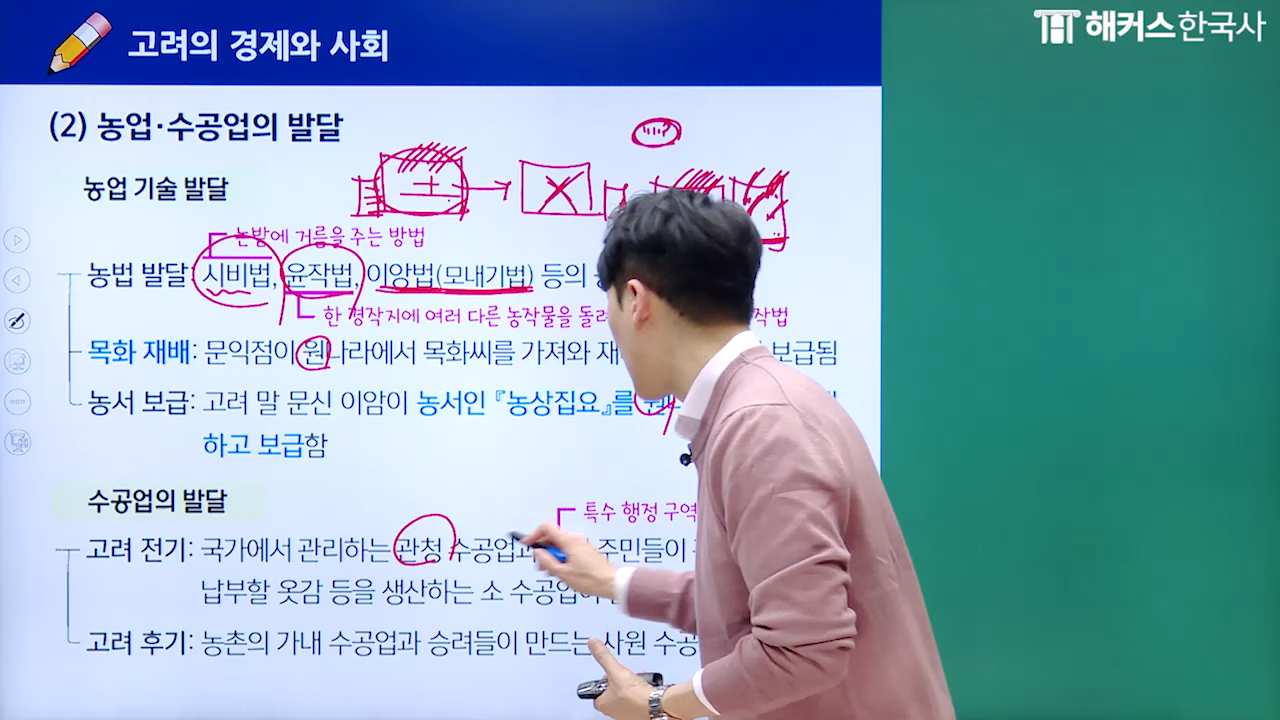 고려의 경제와 사회
해커스한국사
(2) 농업·수공업의 발달
농업 기술 발달
논밭에 거름을 주는 방법
농법 발달: 시비법, 윤작법, 이앙법(모내기법) 등의
한 경작지에 여러 다른 농작물을 돌려 작법
목화 재배: 문익점이 원나라에서 목화씨를 가져와 재 보급됨
농서 보급: 고려 말 문신 이암이 농서인 『농상집요』를 원나
하고 보급함
수공업의 발달
특수 행정 구역
고려 전기: 국가에서 관리하는 관청 수공업과 주민들이
납부할 옷감 등을 생산하는 소 수공업이
고려 후기: 농촌의 가내 수공업과 승려들이 만드는 사원 수공